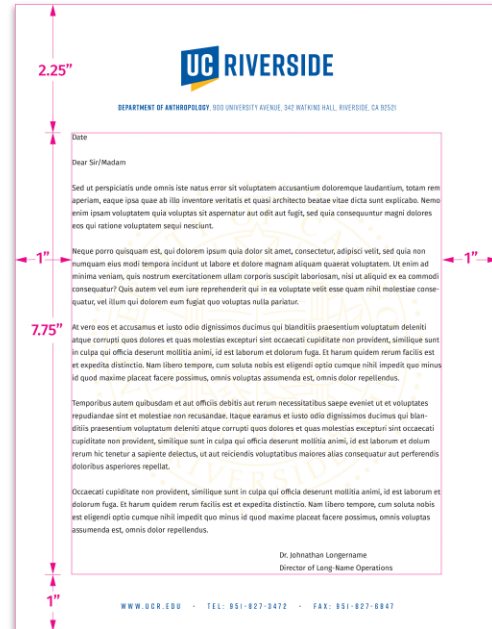 2.25"
UC RIVERSIDE
DEPARTMENT OF ANTHROPOLOGY, 900 UNIVERSITY AVENUE, 342 WATKINS HALL, RIVERSIDE, CA 92521
Date
Dear Sir/Madam
Sed ut perspiciatis unde omnis iste natus error sit voluptatem accusantium doloremque laudantium, totam rem
aperiam, eaque ipsa quae ab illo inventore veritatis et quasi architecto beatae vitae dicta sunt explicabo. Nemo
enim ipsam voluptatem quia voluptas sit aspernatur aut odit aut fugit, sed quia consequuntur magni dolores
eos qui ratione voluptatem sequi nesciunt.
Neque porro quisquam est, qui dolorem ipsum quia dolor sit amet, consectetur, adipisci velit, sed quia non
numquam eius modi tempora incidunt ut labore et dolore magnam aliquam quaerat voluptatem. Ut enim ad
1"
minima veniam, quis nostrum exercitationem ullam corporis suscipit laboriosam, nisi ut aliquid ex ea commodi
1"
consequatur? Quis autem vel eum iure reprehenderit qui in ea voluptate velit esse quam nihil molestiae conse-
quatur, vel illum qui dolorem eum fugiat quo voluptas nulla pariatur.
7.75"
At vero eos et accusamus et iusto odio dignissimos ducimus qui blanditiis praesentium voluptatum deleniti
atque corrupti quos dolores et quas molestias excepturi sint occaecati cupiditate non provident, similique sunt
in culpa qui officia deserunt mollitia animi, id est laborum et dolorum fuga. Et harum quidem rerum facilis est
et expedita distinctio. Nam libero tempore, cum soluta nobis est eligendi optio cumque nihil impedit quo minus
id quod maxime placeat facere possimus, omnis voluptas assumenda est, omnis dolor repellendus.
Temporibus autem quibusdam et aut officiis debitis aut rerum necessitatibus saepe eveniet ut et voluptates
repudiandae sint et molestiae non recusandae. Itaque earamus et iusto odio dignissimos ducimus qui blan-
ditiis praesentium voluptatum deleniti atque corrupti quos dolores et quas molestias excepturi sint occaecati
cupiditate non provident, similique sunt in culpa qui officia deserunt mollitia animi, id est laborum et dolum
rerum hic tenetur a sapiente delectus, ut aut reiciendis voluptatibus maiores alias consequatur aut perferendis
doloribus asperiores repellat.
Occaecati cupiditate non provident, similique sunt in culpa qui officia deserunt mollitia animi, id est laborum et
dolorum fuga. Et harum quidem rerum facilis est et expedita distinctio. Nam libero tempore, cum soluta nobis
est eligendi optio cumque nihil impedit quo minus id quod maxime placeat facere possimus, omnis voluptas
assumenda est, omnis dolor repellendus.
Dr. Johnathan Longername
Director of Long-Name Operations
1"
WWW.UCR.EDU - TEL: 951-827-3472 - FAX: 951-827-6847